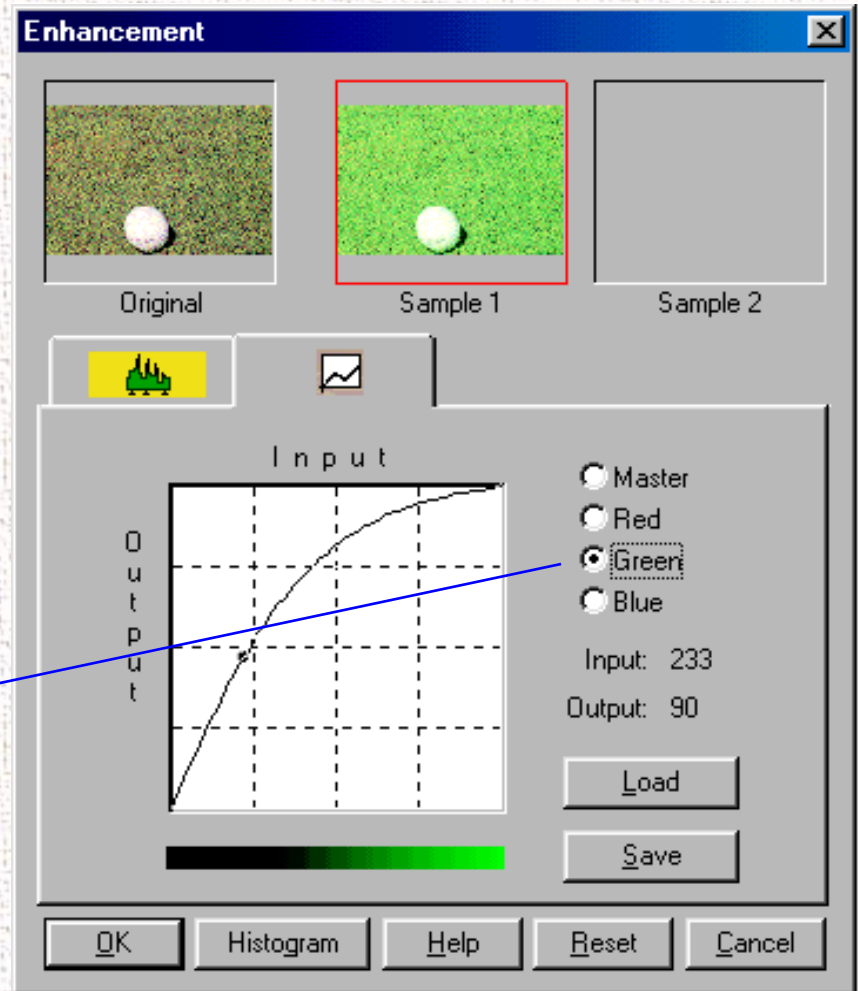 Enhancement
Original
Sample 1
Sample 2
Input
Output
Master
Red
Green
Blue
Input: 233
Output: 90
Load
Save
OK
Histogram
Help
Reset
Cancel